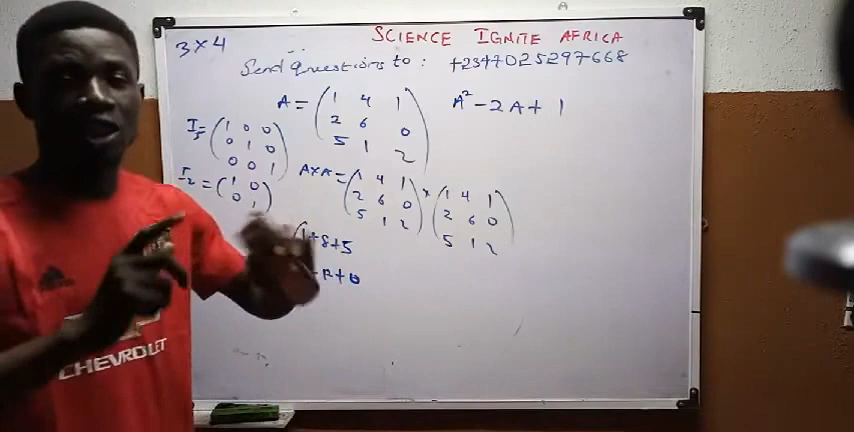 SCIENCE IGNITE AFRICA
3×4
Send questions to: +2347025297668
A = (1 4 1
2 6 0
5 1 2)
A² - 2A + 1
I₃ = (1 0 0
0 1 0
0 0 1)
I₂ = (1 0
0 1)
A×A = (1 4 1
2 6 0
5 1 2) × (1 4 1
2 6 0
5 1 2)
(1+8+5
+0
CHEVROLET